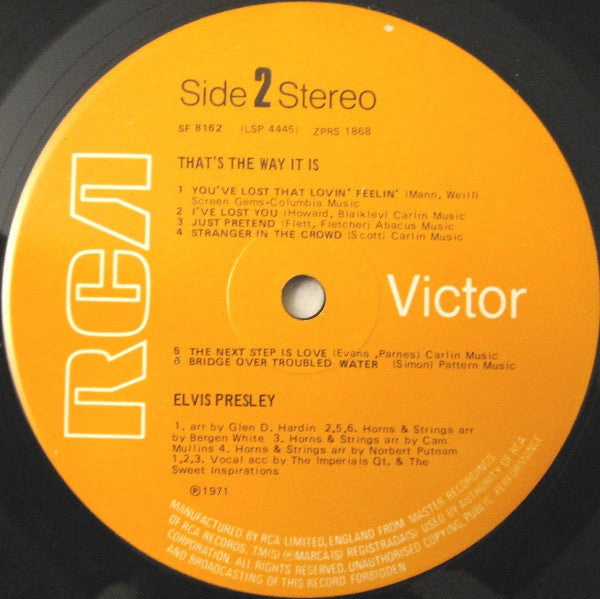 Side 2 Stereo
SF 8162 (LSP 4445) ZPRS 1868
THAT'S THE WAY IT IS
1 YOU'VE LOST THAT LOVIN' FEELIN' (Mann, Weill)
Screen Gems-Columbia Music
2 I'VE LOST YOU (Howard, Blaikley) Carlin Music
3 JUST PRETEND (Flett, Fletcher) Abacus Music
4 STRANGER IN THE CROWD (Scott) Carlin Music
RCA
Victor
5 THE NEXT STEP IS LOVE (Evans ,Parnes) Carlin Music
6 BRIDGE OVER TROUBLED WATER (Simon) Pattern Music
ELVIS PRESLEY
1. arr by Glen D. Hardin 2,5,6. Horns & Strings arr
by Bergen White 3. Horns & Strings arr by Cam
Mullins 4. Horns & Strings arr by Norbert Putnam
1,2,3. Vocal acc by The Imperials Qt. & The
Sweet Inspirations
℗1971
MANUFACTURED BY RCA LIMITED, ENGLAND FROM MASTER RECORDINGS
OF RCA RECORDS, TM(S) ® MARCA(S) REGISTRADA(S) USED BY AUTHORITY OF RCA
CORPORATION. ALL RIGHTS RESERVED. UNAUTHORISED COPYING, PUBLIC PERFORMANCE
AND BROADCASTING OF THIS RECORD FORBIDDEN